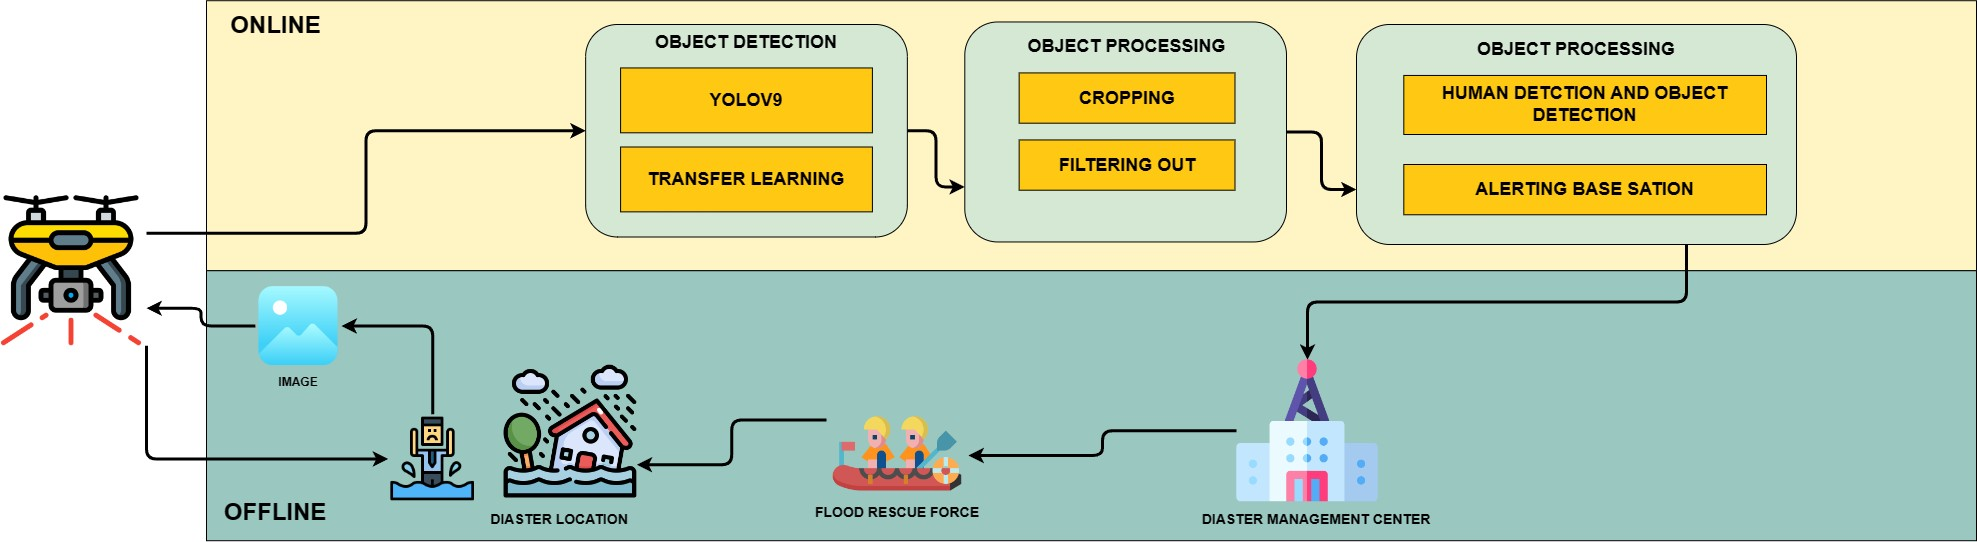 ONLINE
OBJECT DETECTION
YOLOV9
TRANSFER LEARNING
OBJECT PROCESSING
CROPPING
FILTERING OUT
OBJECT PROCESSING
HUMAN DETCTION AND OBJECT
DETECTION
ALERTING BASE SATION
IMAGE
OFFLINE
DIASTER LOCATION
FLOOD RESCUE FORCE
DIASTER MANAGEMENT CENTER